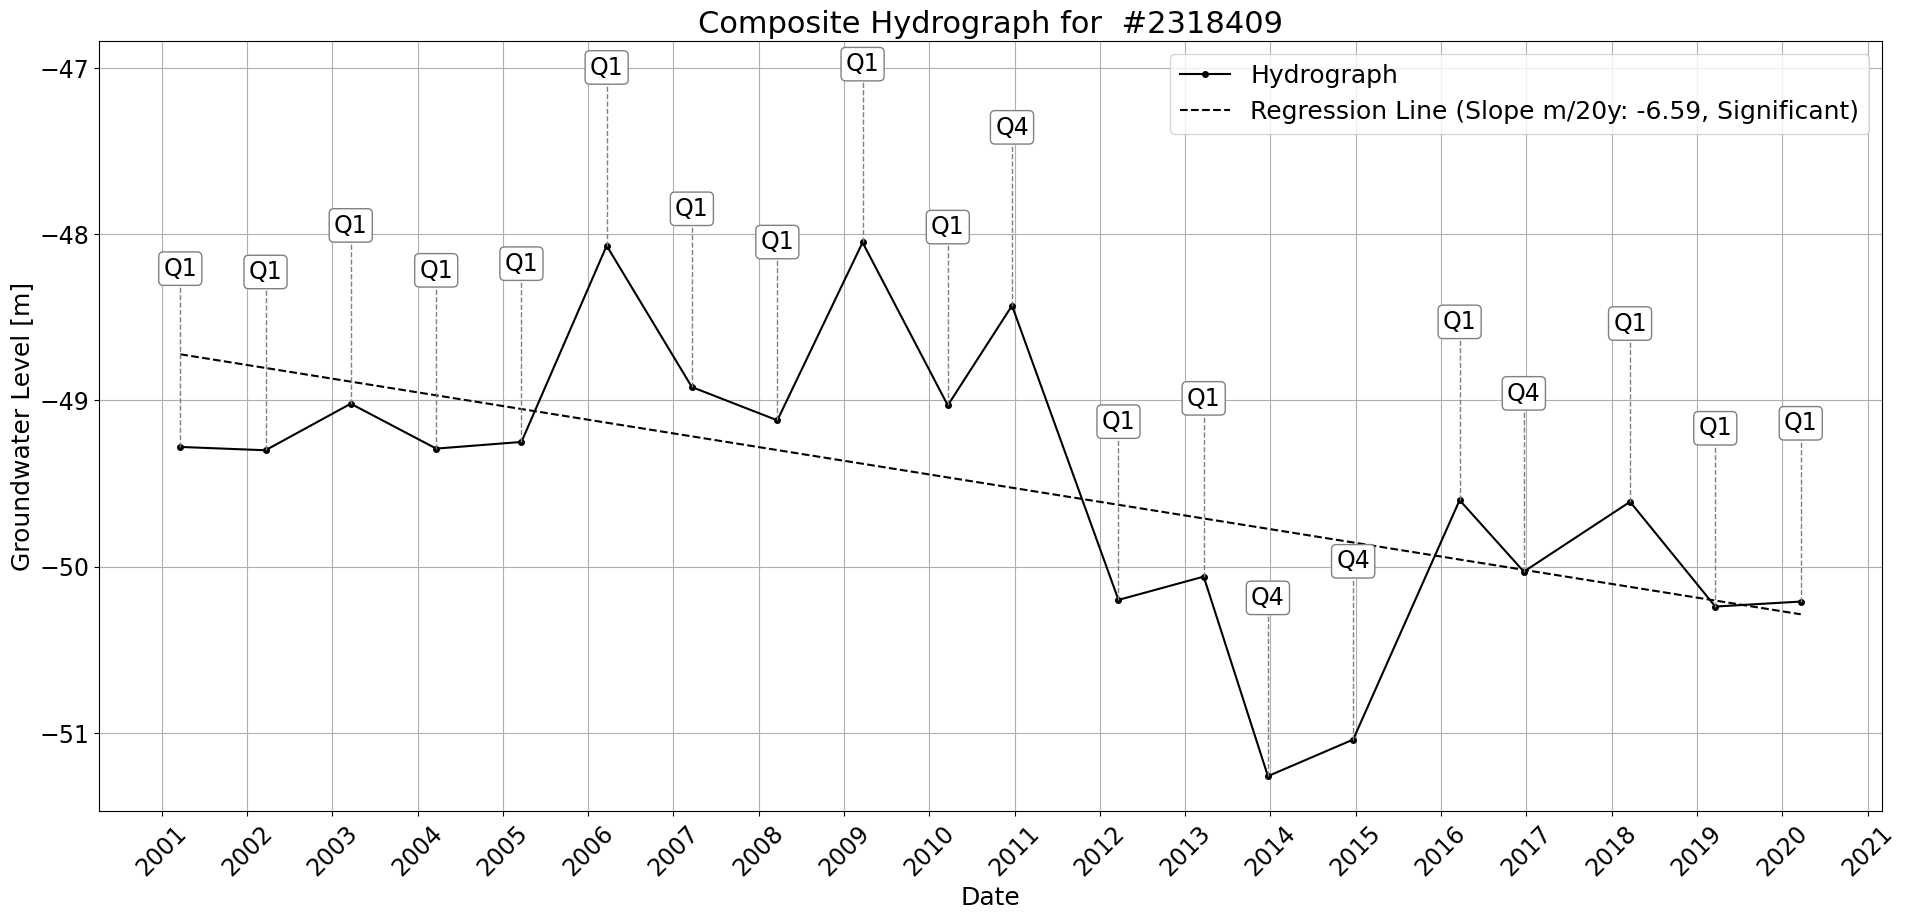 Composite Hydrograph for  #2318409
Hydrograph
Regression Line (Slope m/20y: -6.59, Significant)
Groundwater Level [m]
−47
−48
−49
−50
−51
Q1
Q1
Q1
Q1
Q1
Q1
Q1
Q1
Q1
Q1
Q4
Q1
Q1
Q4
Q4
Q1
Q4
Q1
Q1
Q1
2001
2002
2003
2004
2005
2006
2007
2008
2009
2010
2011
2012
2013
2014
2015
2016
2017
2018
2019
2020
2021
Date